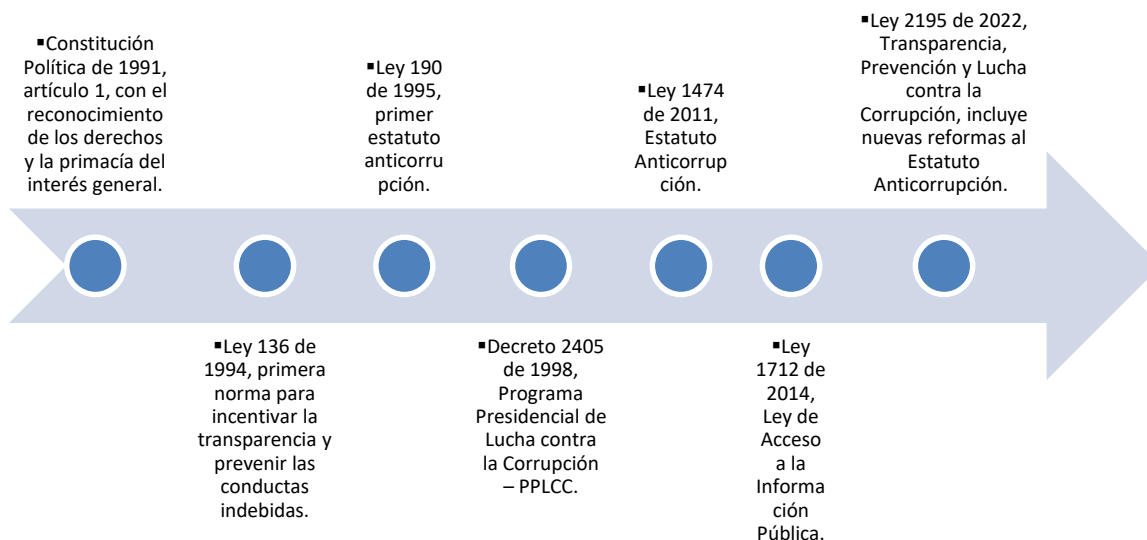 ▪Constitución
Política de 1991,
artículo 1, con el
reconocimiento
de los derechos
y la primacía del
interés general.
▪Ley 136 de
1994, primera
norma para
incentivar la
transparencia y
prevenir las
conductas
indebidas.
▪Ley 190
de 1995,
primer
estatuto
anticorru
pción.
▪Decreto 2405
de 1998,
Programa
Presidencial de
Lucha contra
la Corrupción
– PPLCC.
▪Ley 1474
de 2011,
Estatuto
Anticorrup
ción.
▪Ley
1712 de
2014,
Ley de
Acceso
a la
Informa
ción
Pública.
▪Ley 2195 de 2022,
Transparencia,
Prevención y Lucha
contra la
Corrupción, incluye
nuevas reformas al
Estatuto
Anticorrupción.